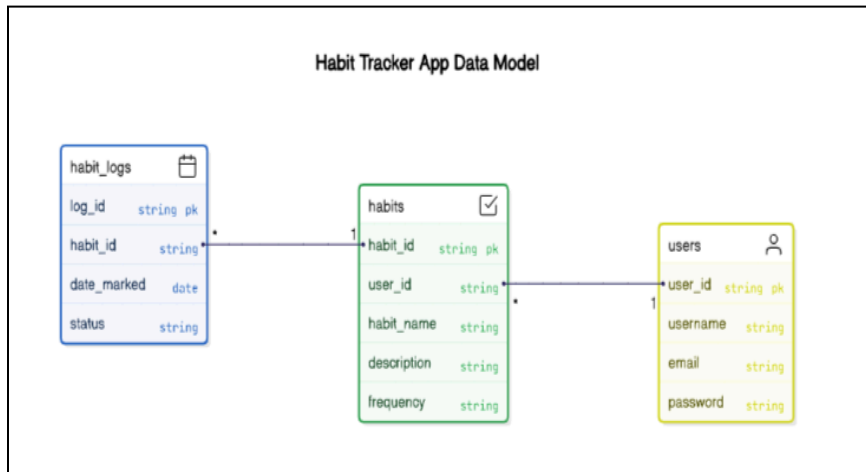 Habit Tracker App Data Model
habit_logs
log_id string pk
habit_id string
date_marked date
status string
* 1
habits
habit_id string pk
user_id string
habit_name string
description string
frequency string
* 1
users
user_id string pk
username string
email string
password string